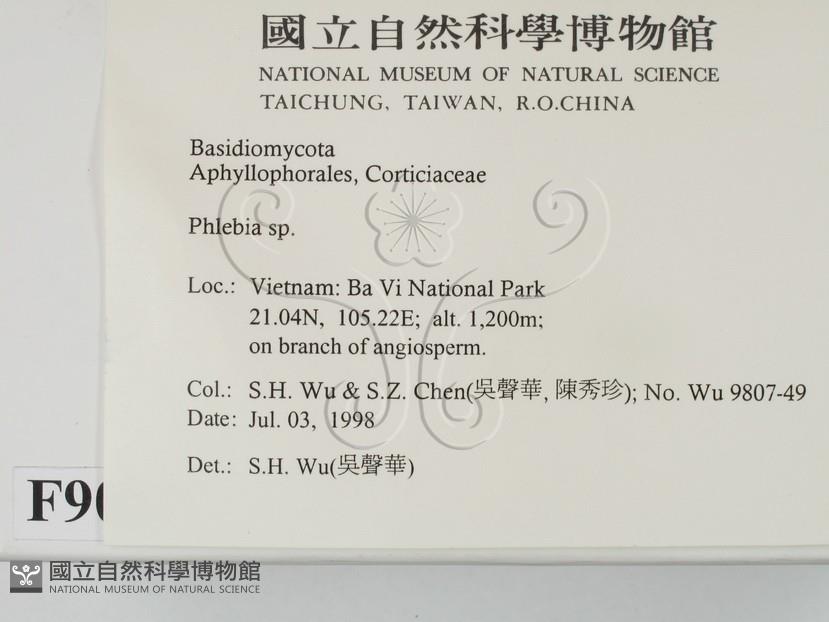 國立自然科學博物館
NATIONAL MUSEUM OF NATURAL SCIENCE
TAICHUNG, TAIWAN, R.O.CHINA
Basidiomycota
Aphyllophorales, Corticiaceae
Phlebia sp.
Loc.: Vietnam: Ba Vi National Park
21.04N, 105.22E; alt. 1,200m;
on branch of angiosperm.
Col.: S.H. Wu & S.Z. Chen(吳聲華, 陳秀珍); No. Wu 9807-49
Date: Jul. 03, 1998
Det.: S.H. Wu(吳聲華)
國立自然科學博物館
NATIONAL MUSEUM OF NATURAL SCIENCE